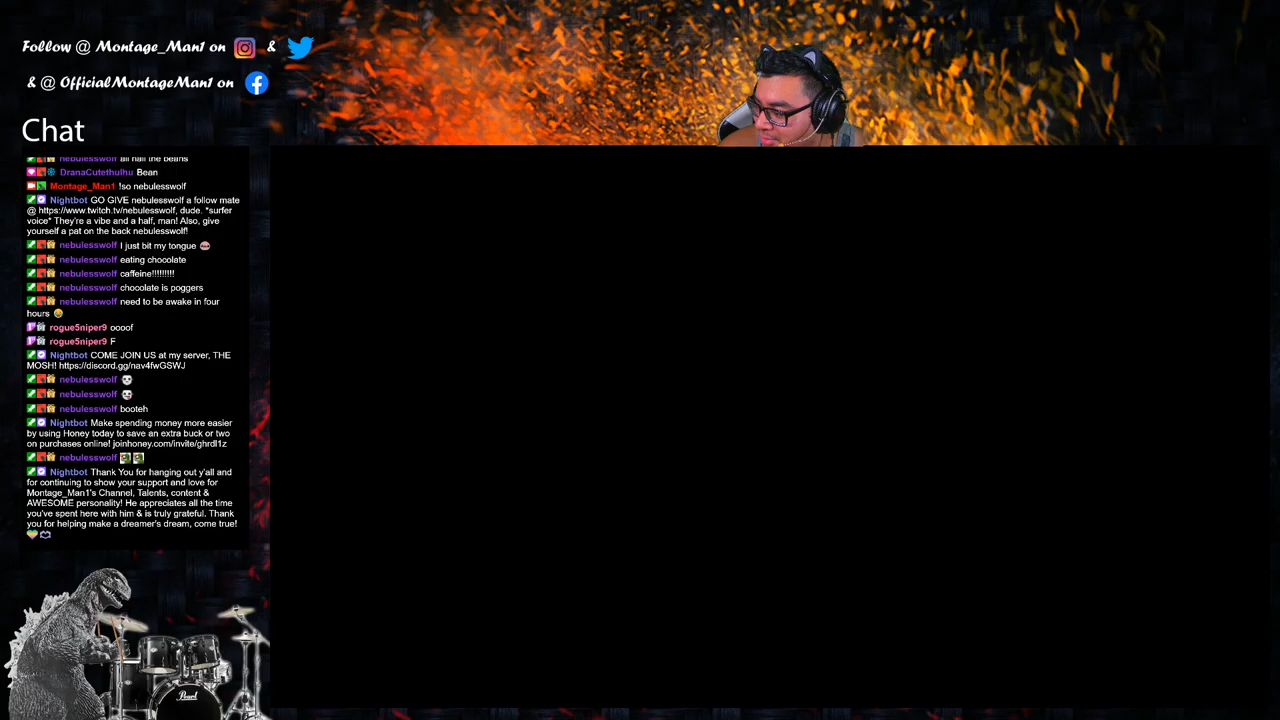 Follow @ Montage_Man1 on & 
& @ OfficialMontageMan1 on
Chat
nebulesswolf all hail the beans
DranaCutethulhu Bean
Montage_Man1 !so nebulesswolf
Nightbot GO GIVE nebulesswolf a follow mate
@ https://www.twitch.tv/nebulesswolf, dude. *surfer
voice* They're a vibe and a half, man! Also, give
yourself a pat on the back nebulesswolf!
nebulesswolf I just bit my tongue
nebulesswolf eating chocolate
nebulesswolf caffeine!!!!!!!!!
nebulesswolf chocolate is poggers
nebulesswolf need to be awake in four
hours
rogue5niper9 oooof
rogue5niper9 F
Nightbot COME JOIN US at my server, THE
MOSH! https://discord.gg/nav4fwGSWJ
nebulesswolf
nebulesswolf
nebulesswolf booteh
Nightbot Make spending money more easier
by using Honey today to save an extra buck or two
on purchases online! joinhoney.com/invite/ghrdl1z
nebulesswolf
Nightbot Thank You for hanging out y'all and
for continuing to show your support and love for
Montage_Man1's Channel, Talents, content &
AWESOME personality! He appreciates all the time
you've spent here with him & is truly grateful. Thank
you for helping make a dreamer's dream, come true!
Pearl